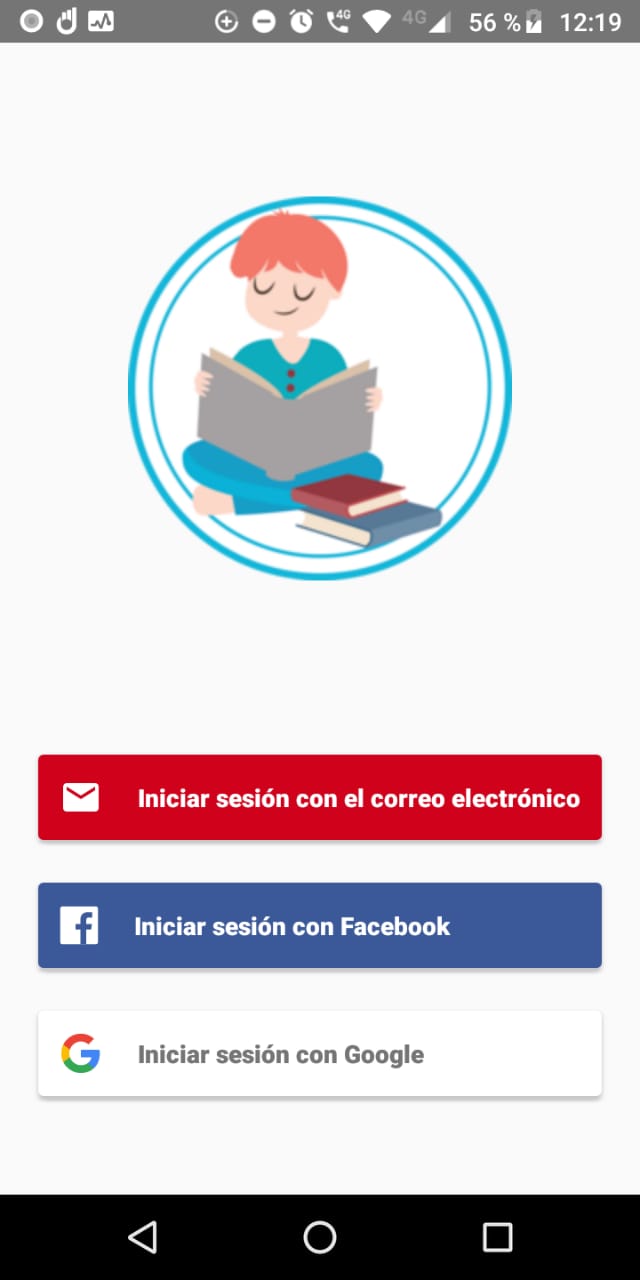 4G 4G 56 % 12:19
Iniciar sesión con el correo electrónico
Iniciar sesión con Facebook
Iniciar sesión con Google